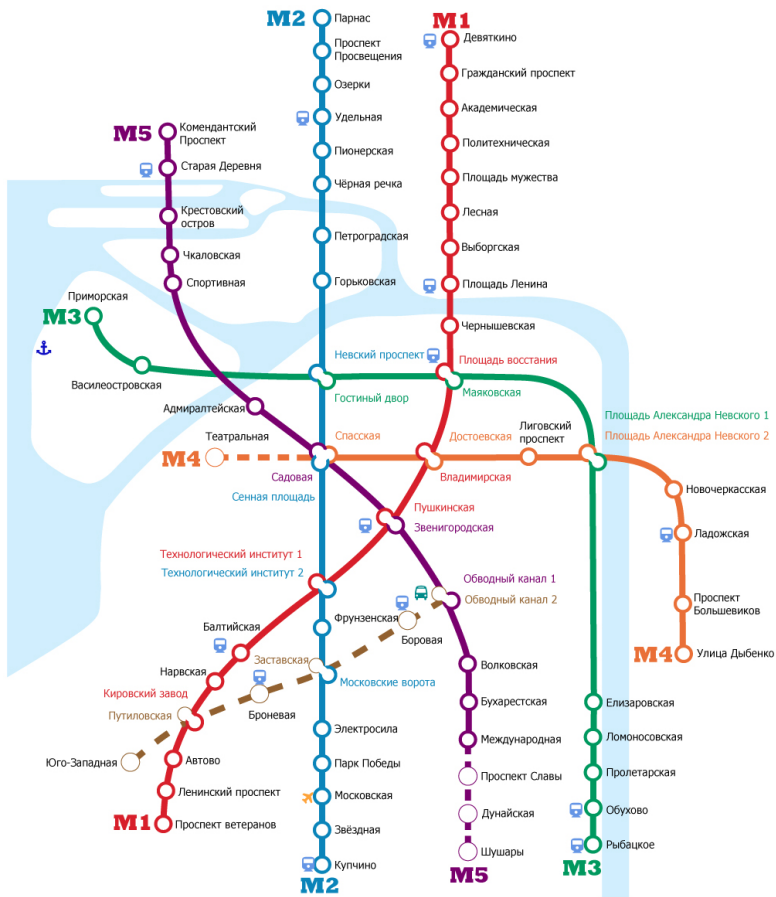 M2
Парнас
Проспект
Просвещения
Озерки
Удельная
Пионерская
Чёрная речка
Петроградская
Горьковская
M1
Девяткино
Гражданский проспект
Академическая
Политехническая
Площадь мужества
Лесная
Выборгская
Площадь Ленина
Чернышевская
M5
Комендантский
Проспект
Старая Деревня
Крестовский
остров
Чкаловская
Спортивная
Приморская
M3
Василеостровская
Невский проспект
Гостиный двор
Площадь восстания
Маяковская
Адмиралтейская
Театральная
M4
Спасская
Садовая
Сенная площадь
Достоевская
Владимирская
Лиговский
проспект
Площадь Александра Невского 1
Площадь Александра Невского 2
Новочеркасская
Ладожская
Проспект
Большевиков
M4
Улица Дыбенко
Пушкинская
Звенигородская
Технологический институт 1
Технологический институт 2
Обводный канал 1
Обводный канал 2
Фрунзенская
Боровая
Балтийская
Заставская
Московские ворота
Нарвская
Кировский завод
Путиловская
Броневая
Юго-Западная
Автово
Ленинский проспект
M1
Проспект ветеранов
Электросила
Парк Победы
Московская
Звёздная
Купчино
M2
Волковская
Бухарестская
Международная
Проспект Славы
Дунайская
Шушары
M5
Елизаровская
Ломоносовская
Пролетарская
Обухово
Рыбацкое
M3